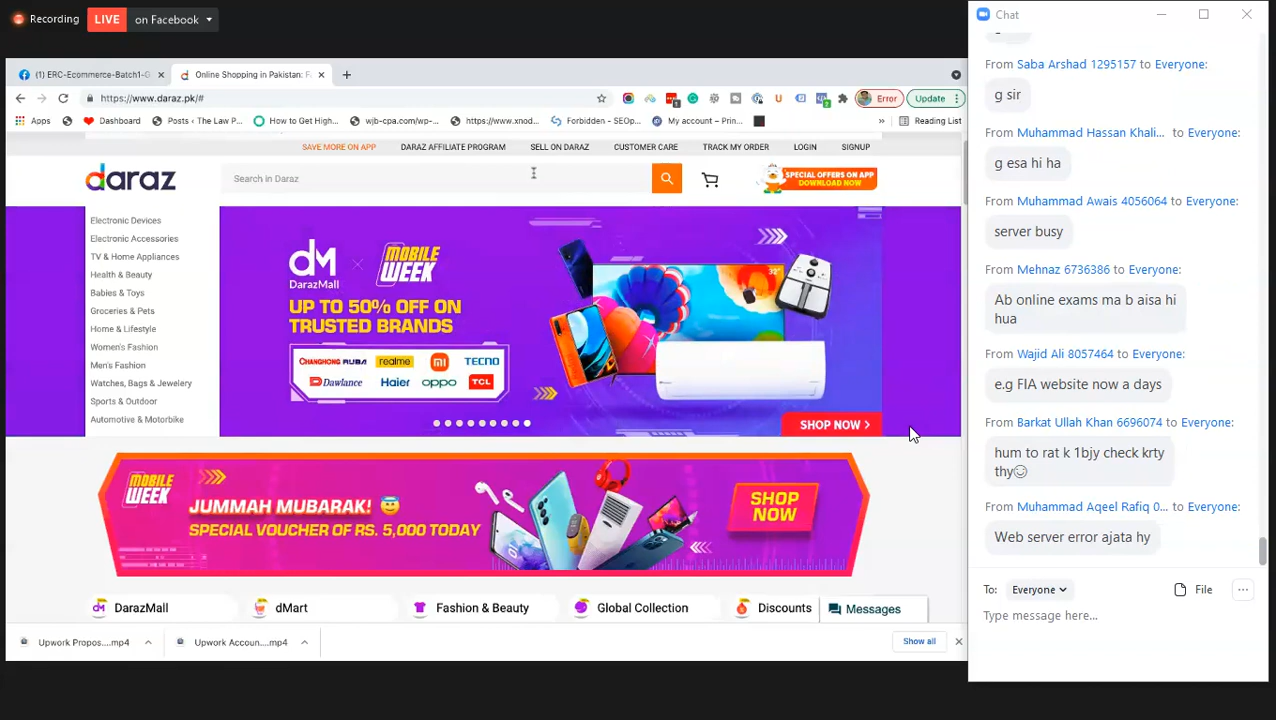 Recording
LIVE on Facebook
(1) ERC-Ecommerce-Batch1-G
Online Shopping in Pakistan: F
https://www.daraz.pk/#
Error
Update
Apps
Dashboard
Posts ‹ The Law P...
How to Get High...
wjb-cpa.com/wp-...
https://www.xnod...
Forbidden - SEOp...
My account – Prin...
»
Reading List
SAVE MORE ON APP
DARAZ AFFILIATE PROGRAM
SELL ON DARAZ
CUSTOMER CARE
TRACK MY ORDER
LOGIN
SIGNUP
daraz
Search in Daraz
SPECIAL OFFERS ON APP
DOWNLOAD NOW
Electronic Devices
Electronic Accessories
TV & Home Appliances
Health & Beauty
Babies & Toys
Groceries & Pets
Home & Lifestyle
Women's Fashion
Men's Fashion
Watches, Bags & Jewelery
Sports & Outdoor
Automotive & Motorbike
dM
DarazMall
MOBILE
WEEK
UP TO 50% OFF ON
TRUSTED BRANDS
CHANGHONG RUBA realme mi TECNO
Dawlance Haier oppo TCL
32"
SHOP NOW
MOBILE
WEEK
JUMMAH MUBARAK!
SPECIAL VOUCHER OF RS. 5,000 TODAY
SHOP
NOW
DarazMall
dMart
Fashion & Beauty
Global Collection
Discounts
Messages
Upwork Propos....mp4
Upwork Accoun....mp4
Show all
Chat
From Saba Arshad 1295157 to Everyone:
g sir
From Muhammad Hassan Khali... to Everyone:
g esa hi ha
From Muhammad Awais 4056064 to Everyone:
server busy
From Mehnaz 6736386 to Everyone:
Ab online exams ma b aisa hi
hua
From Wajid Ali 8057464 to Everyone:
e.g FIA website now a days
From Barkat Ullah Khan 6696074 to Everyone:
hum to rat k 1bjy check krty
thy☺
From Muhammad Aqeel Rafiq 0... to Everyone:
Web server error ajata hy
To: Everyone
File
Type message here...